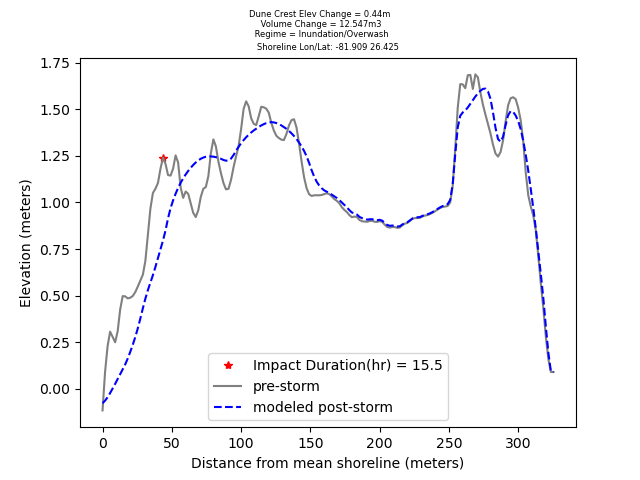 Dune Crest Elev Change = 0.44m
Volume Change = 12.547m3
Regime = Inundation/Overwash
Shoreline Lon/Lat: -81.909 26.425
1.75
1.50
1.25
1.00
0.75
0.50
0.25
0.00
Elevation (meters)
Impact Duration(hr) = 15.5
pre-storm
modeled post-storm
0 50 100 150 200 250 300
Distance from mean shoreline (meters)